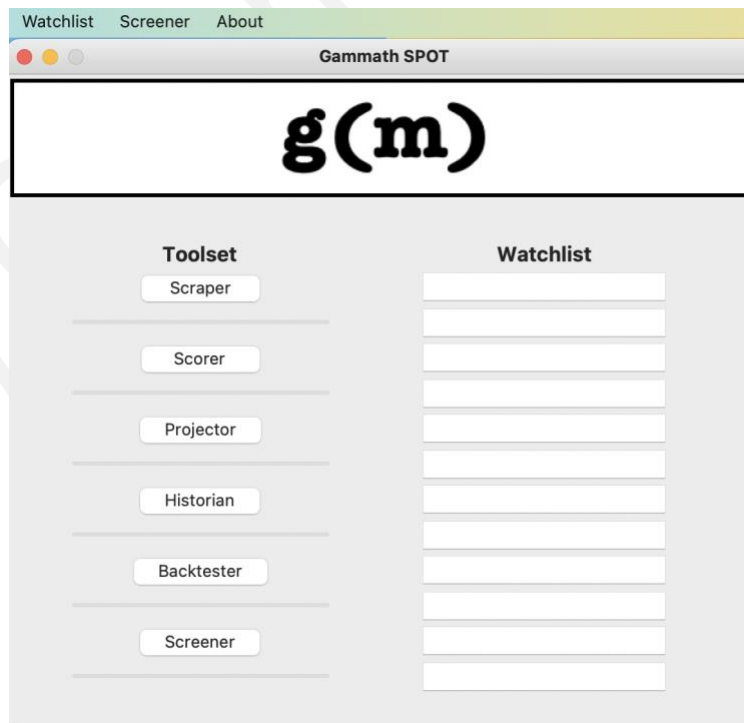 Watchlist Screener About
Gammath SPOT
g(m)
Toolset Watchlist
Scraper
Scorer
Projector
Historian
Backtester
Screener